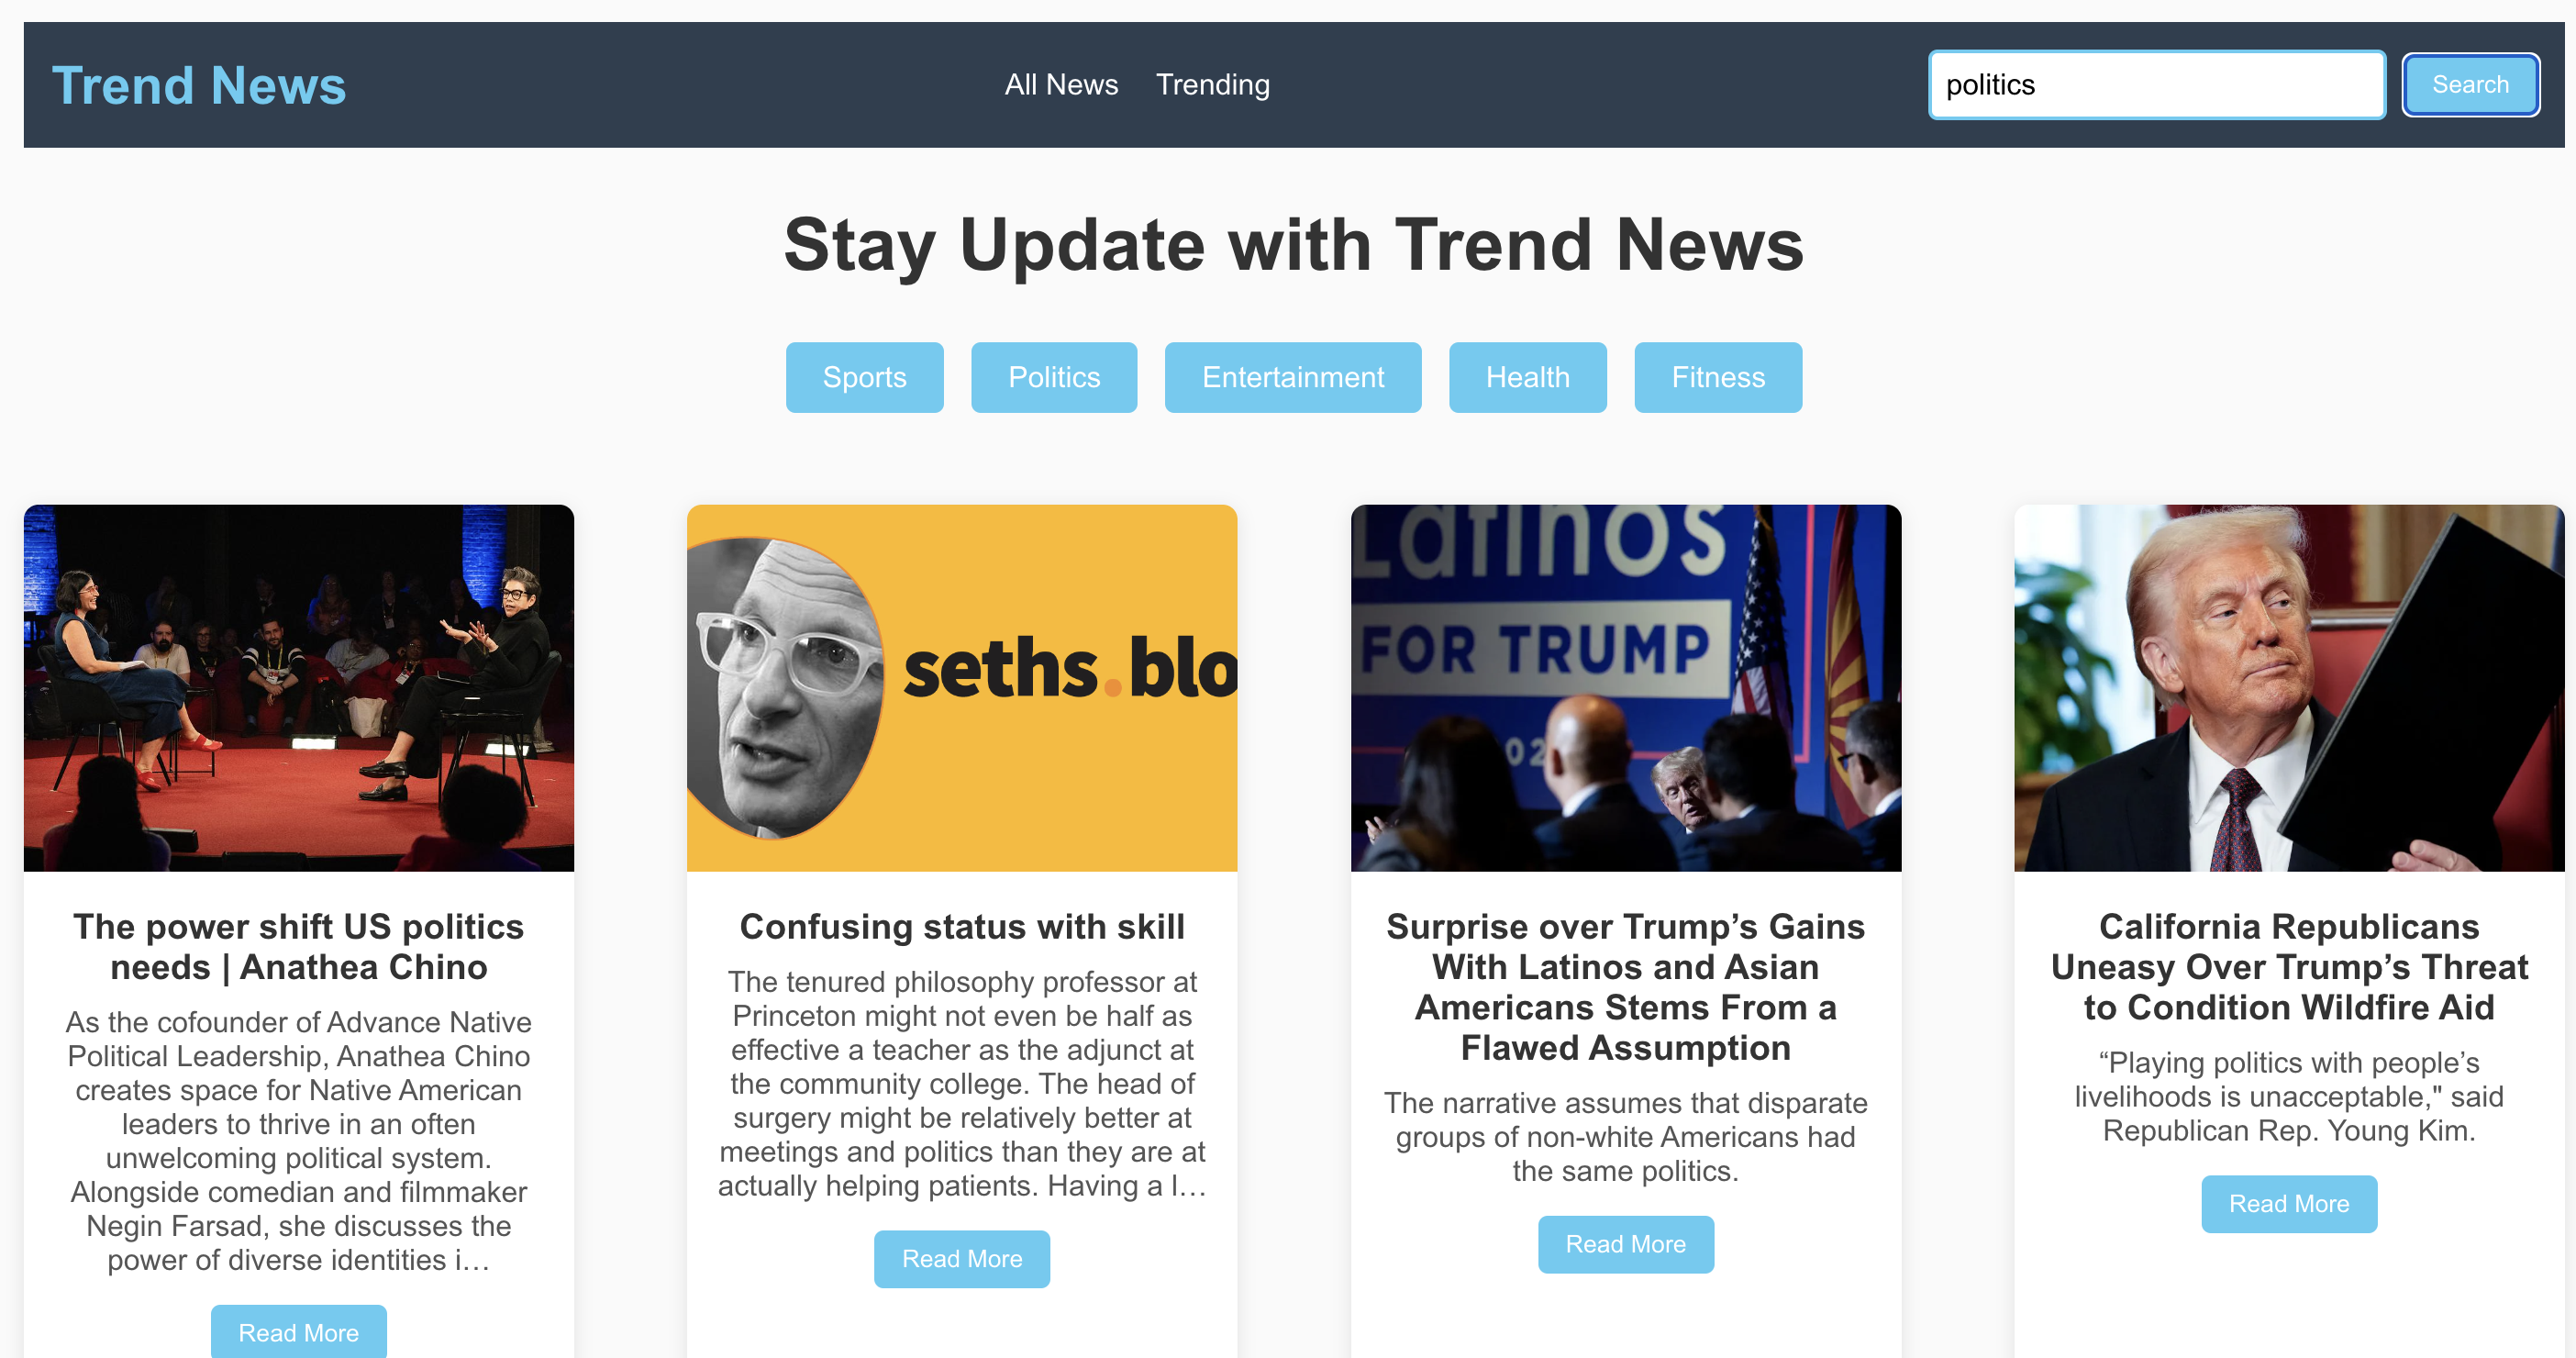 Trend News
All News
Trending
politics
Search
Stay Update with Trend News
Sports
Politics
Entertainment
Health
Fitness
seths.blo
Latinos
FOR TRUMP
The power shift US politics
needs | Anathea Chino
As the cofounder of Advance Native
Political Leadership, Anathea Chino
creates space for Native American
leaders to thrive in an often
unwelcoming political system.
Alongside comedian and filmmaker
Negin Farsad, she discusses the
power of diverse identities i…
Read More
Confusing status with skill
The tenured philosophy professor at
Princeton might not even be half as
effective a teacher as the adjunct at
the community college. The head of
surgery might be relatively better at
meetings and politics than they are at
actually helping patients. Having a l…
Read More
Surprise over Trump’s Gains
With Latinos and Asian
Americans Stems From a
Flawed Assumption
The narrative assumes that disparate
groups of non-white Americans had
the same politics.
Read More
California Republicans
Uneasy Over Trump’s Threat
to Condition Wildfire Aid
“Playing politics with people’s
livelihoods is unacceptable," said
Republican Rep. Young Kim.
Read More